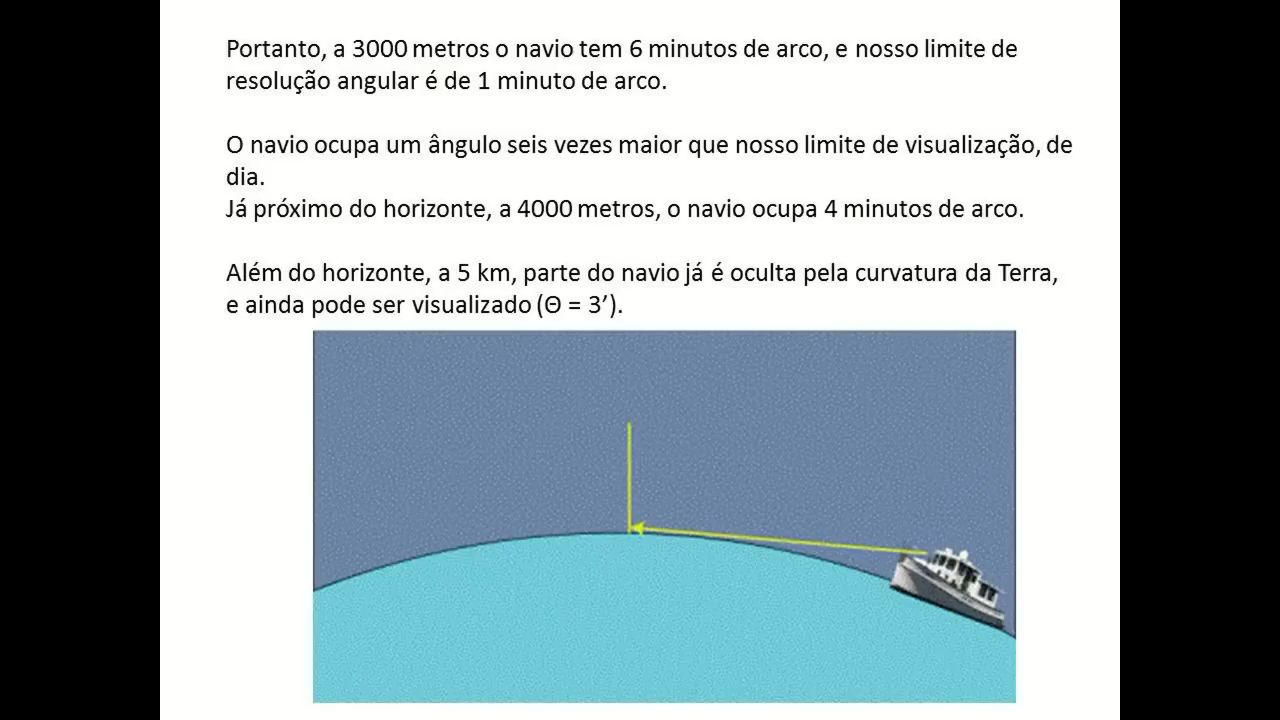 Portanto, a 3000 metros o navio tem 6 minutos de arco, e nosso limite de
resolução angular é de 1 minuto de arco.
O navio ocupa um ângulo seis vezes maior que nosso limite de visualização, de
dia.
Já próximo do horizonte, a 4000 metros, o navio ocupa 4 minutos de arco.
Além do horizonte, a 5 km, parte do navio já é oculta pela curvatura da Terra,
e ainda pode ser visualizado (Θ = 3’).